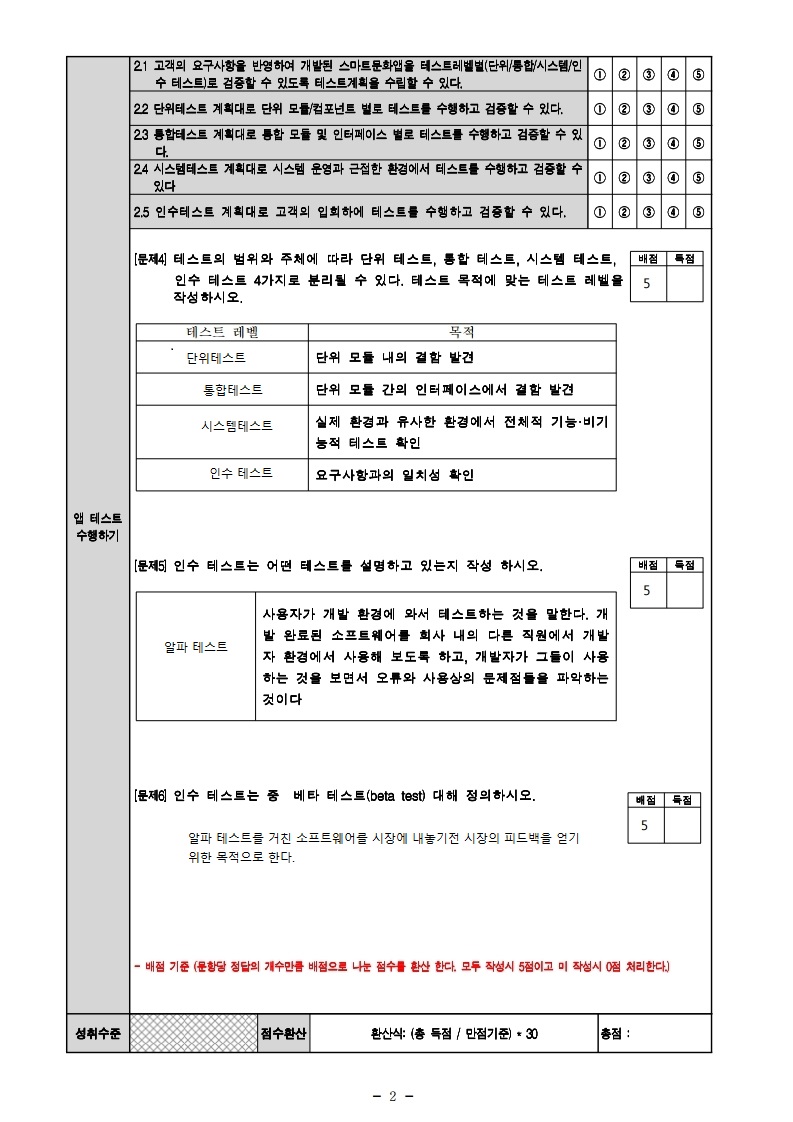 2.1 고객의 요구사항을 반영하여 개발된 스마트문화앱을 테스트레벨별(단위/통합/시스템/인
수 테스트)로 검증할 수 있도록 테스트계획을 수립할 수 있다.
① ② ③ ④ ⑤
2.2 단위테스트 계획대로 단위 모듈/컴포넌트 별로 테스트를 수행하고 검증할 수 있다.
① ② ③ ④ ⑤
2.3 통합테스트 계획대로 통합 모듈 및 인터페이스 별로 테스트를 수행하고 검증할 수 있
다.
① ② ③ ④ ⑤
2.4 시스템테스트 계획대로 시스템 운영과 근접한 환경에서 테스트를 수행하고 검증할 수
있다
① ② ③ ④ ⑤
2.5 인수테스트 계획대로 고객의 입회하에 테스트를 수행하고 검증할 수 있다.
① ② ③ ④ ⑤
앱 테스트
수행하기
[문제4] 테스트의 범위와 주체에 따라 단위 테스트, 통합 테스트, 시스템 테스트,
인수 테스트 4가지로 분리될 수 있다. 테스트 목적에 맞는 테스트 레벨을
작성하시오.
배점 득점
5
테스트 레벨 목적
단위테스트 단위 모듈 내의 결함 발견
통합테스트 단위 모듈 간의 인터페이스에서 결함 발견
시스템테스트 실제 환경과 유사한 환경에서 전체적 기능·비기
능적 테스트 확인
인수 테스트 요구사항과의 일치성 확인
[문제5] 인수 테스트는 어떤 테스트를 설명하고 있는지 작성 하시오.
배점 득점
5
알파 테스트
사용자가 개발 환경에 와서 테스트하는 것을 말한다. 개
발 완료된 소프트웨어를 회사 내의 다른 직원에서 개발
자 환경에서 사용해 보도록 하고, 개발자가 그들이 사용
하는 것을 보면서 오류와 사용상의 문제점들을 파악하는
것이다
[문제6] 인수 테스트는 중 베타 테스트(beta test) 대해 정의하시오.
배점 득점
5
알파 테스트를 거친 소프트웨어를 시장에 내놓기전 시장의 피드백을 얻기
위한 목적으로 한다.
- 배점 기준 (문항당 정답의 개수만큼 배점으로 나눈 점수를 환산 한다. 모두 작성시 5점이고 미 작성시 0점 처리한다.)
성취수준 점수환산 환산식: (총 득점 / 만점기준) * 30 총점 :
- 2 -